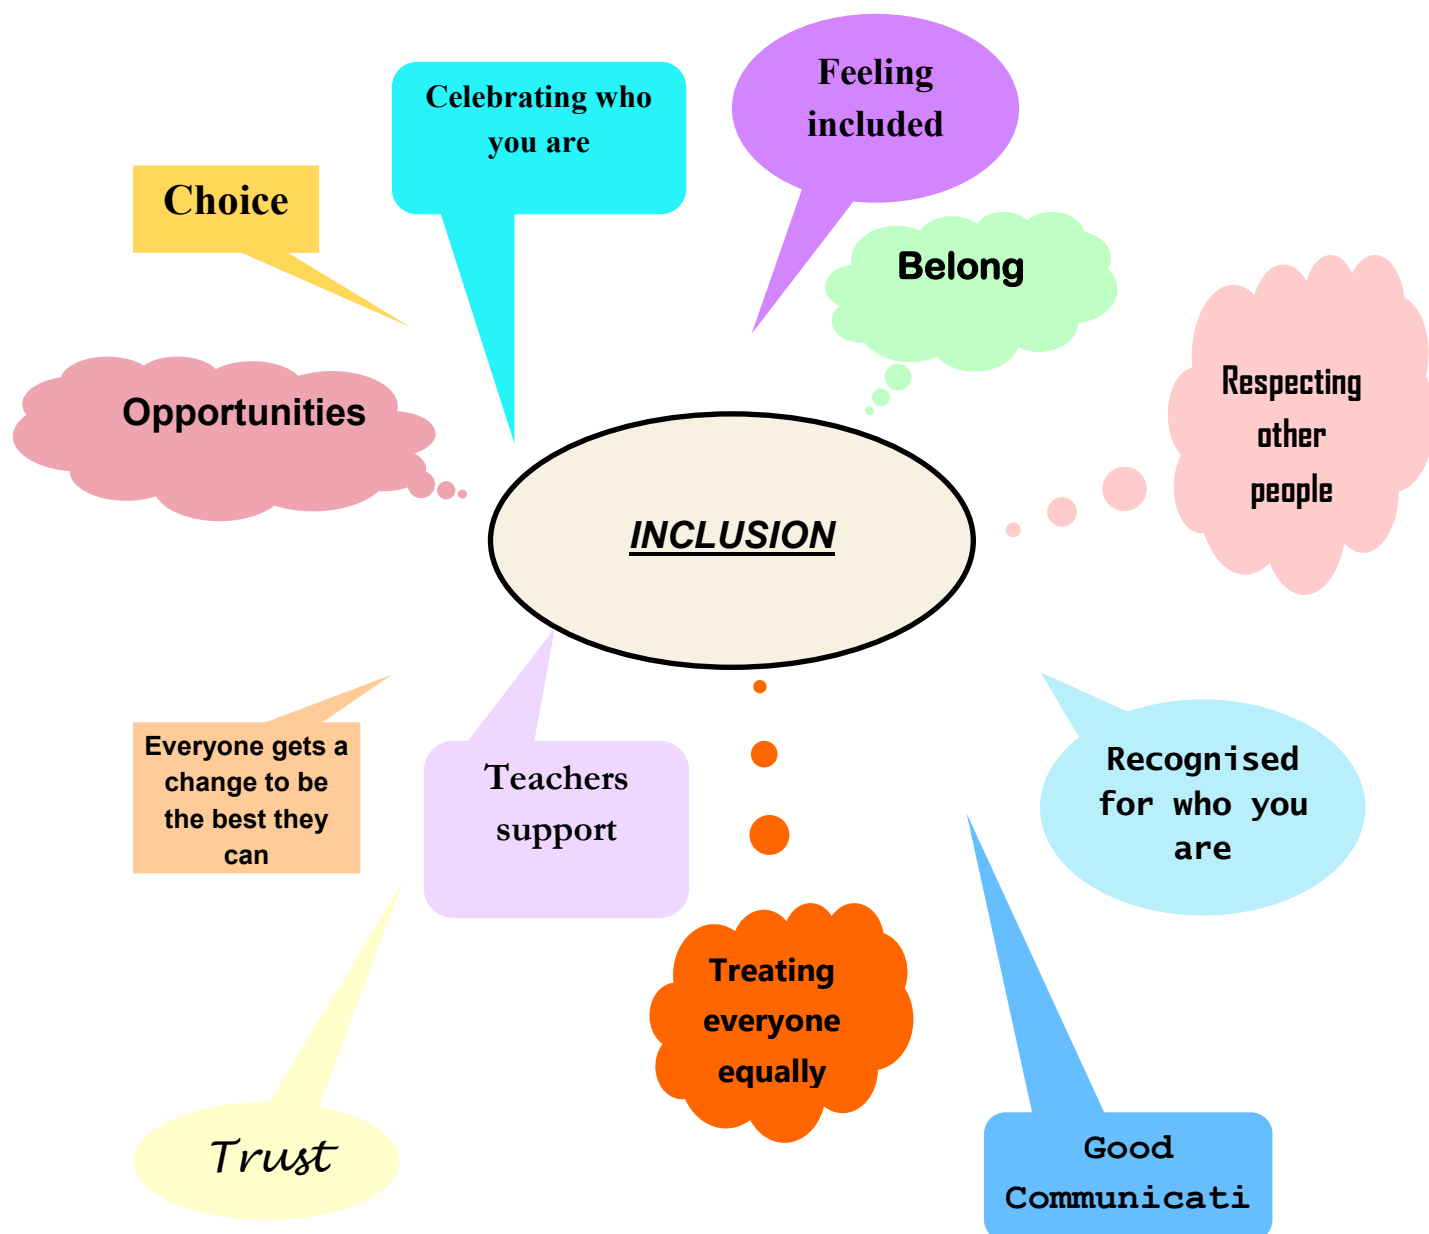 Feeling
included
Celebrating who
you are
Choice
Belong
Respecting
other
people
Opportunities
INCLUSION
Everyone gets a
change to be
the best they
can
Teachers
support
Recognised
for who you
are
Treating
everyone
equally
Trust
Good
Communicati